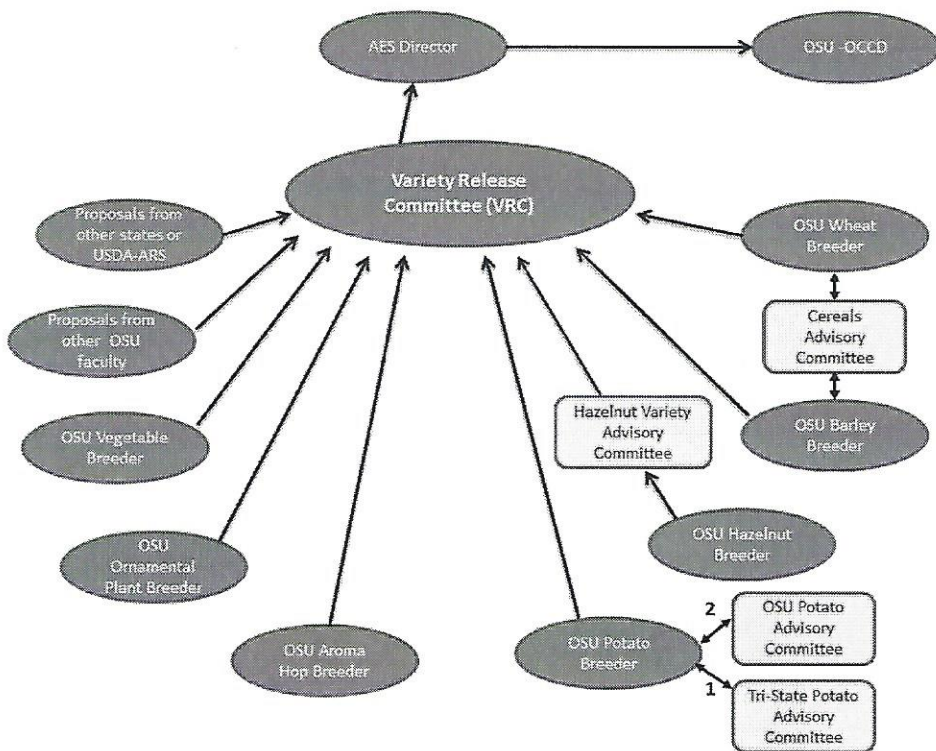 AES Director
OSU -OCCD
Variety Release
Committee (VRC)
Proposals from
other states or
USDA-ARS
OSU Wheat
Breeder
Proposals from
other OSU
faculty
Cereals
Advisory
Committee
OSU Vegetable
Breeder
Hazelnut Variety
Advisory
Committee
OSU Barley
Breeder
OSU
Ornamental
Plant Breeder
OSU Hazelnut
Breeder
OSU Aroma
Hop Breeder
OSU Potato
Breeder
2
OSU Potato
Advisory
Committee
1
Tri-State Potato
Advisory
Committee